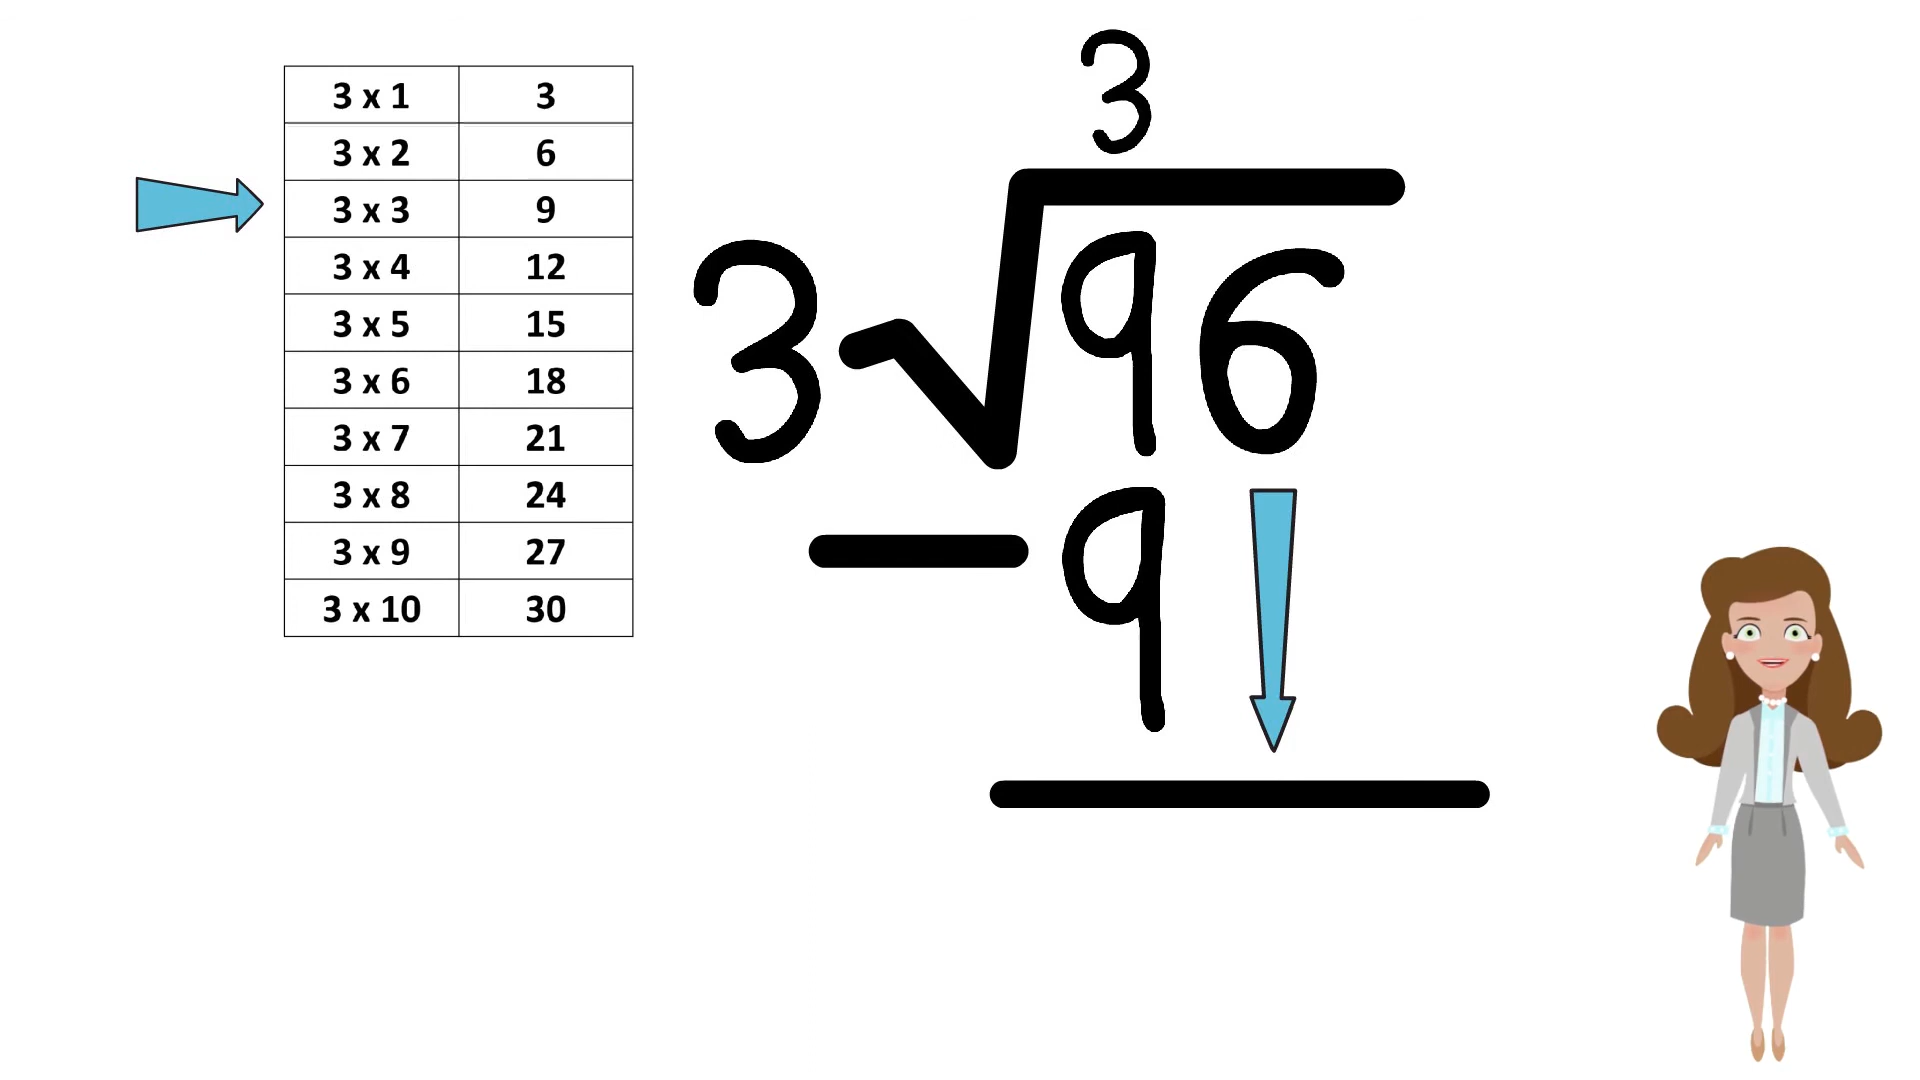 3 x 1 3
3 x 2 6
3 x 3 9
3 x 4 12
3 x 5 15
3 x 6 18
3 x 7 21
3 x 8 24
3 x 9 27
3 x 10 30
3
3√96
− 9